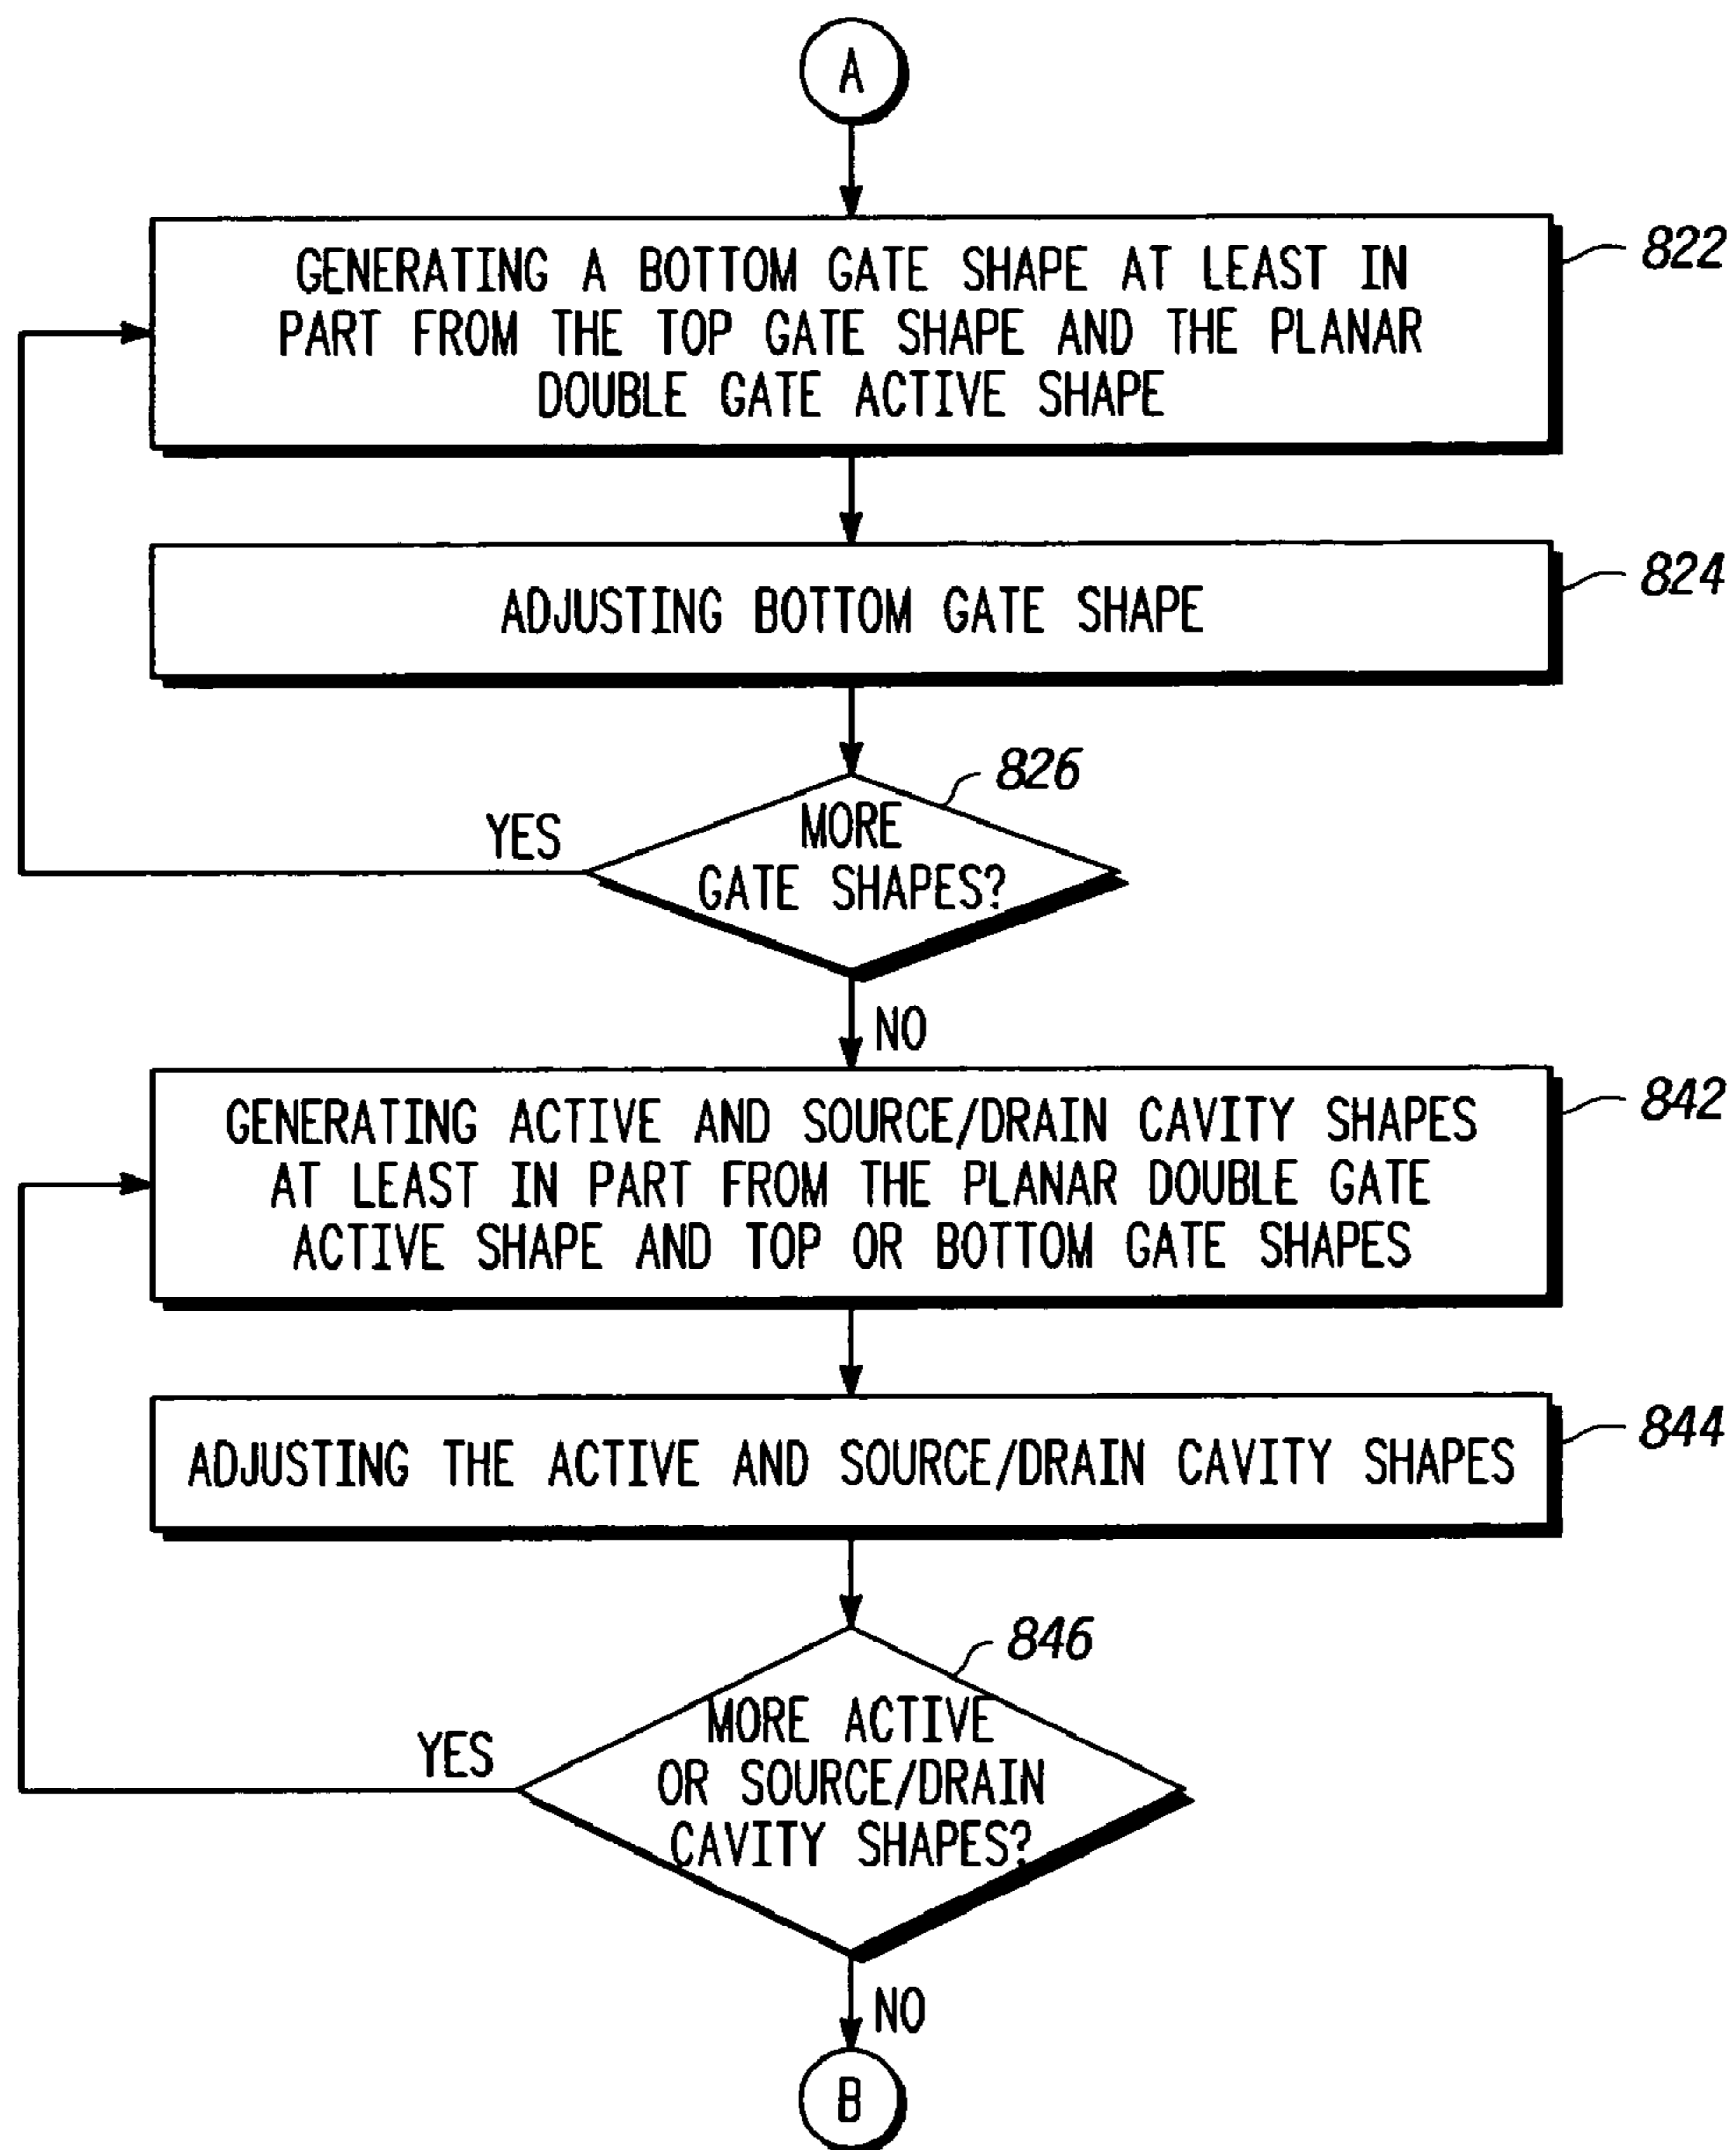 A
GENERATING A BOTTOM GATE SHAPE AT LEAST IN
PART FROM THE TOP GATE SHAPE AND THE PLANAR
DOUBLE GATE ACTIVE SHAPE
822
ADJUSTING BOTTOM GATE SHAPE
824
826
MORE
GATE SHAPES?
YES
NO
GENERATING ACTIVE AND SOURCE/DRAIN CAVITY SHAPES
AT LEAST IN PART FROM THE PLANAR DOUBLE GATE
ACTIVE SHAPE AND TOP OR BOTTOM GATE SHAPES
842
ADJUSTING THE ACTIVE AND SOURCE/DRAIN CAVITY SHAPES
844
846
MORE ACTIVE
OR SOURCE/DRAIN
CAVITY SHAPES?
YES
NO
B